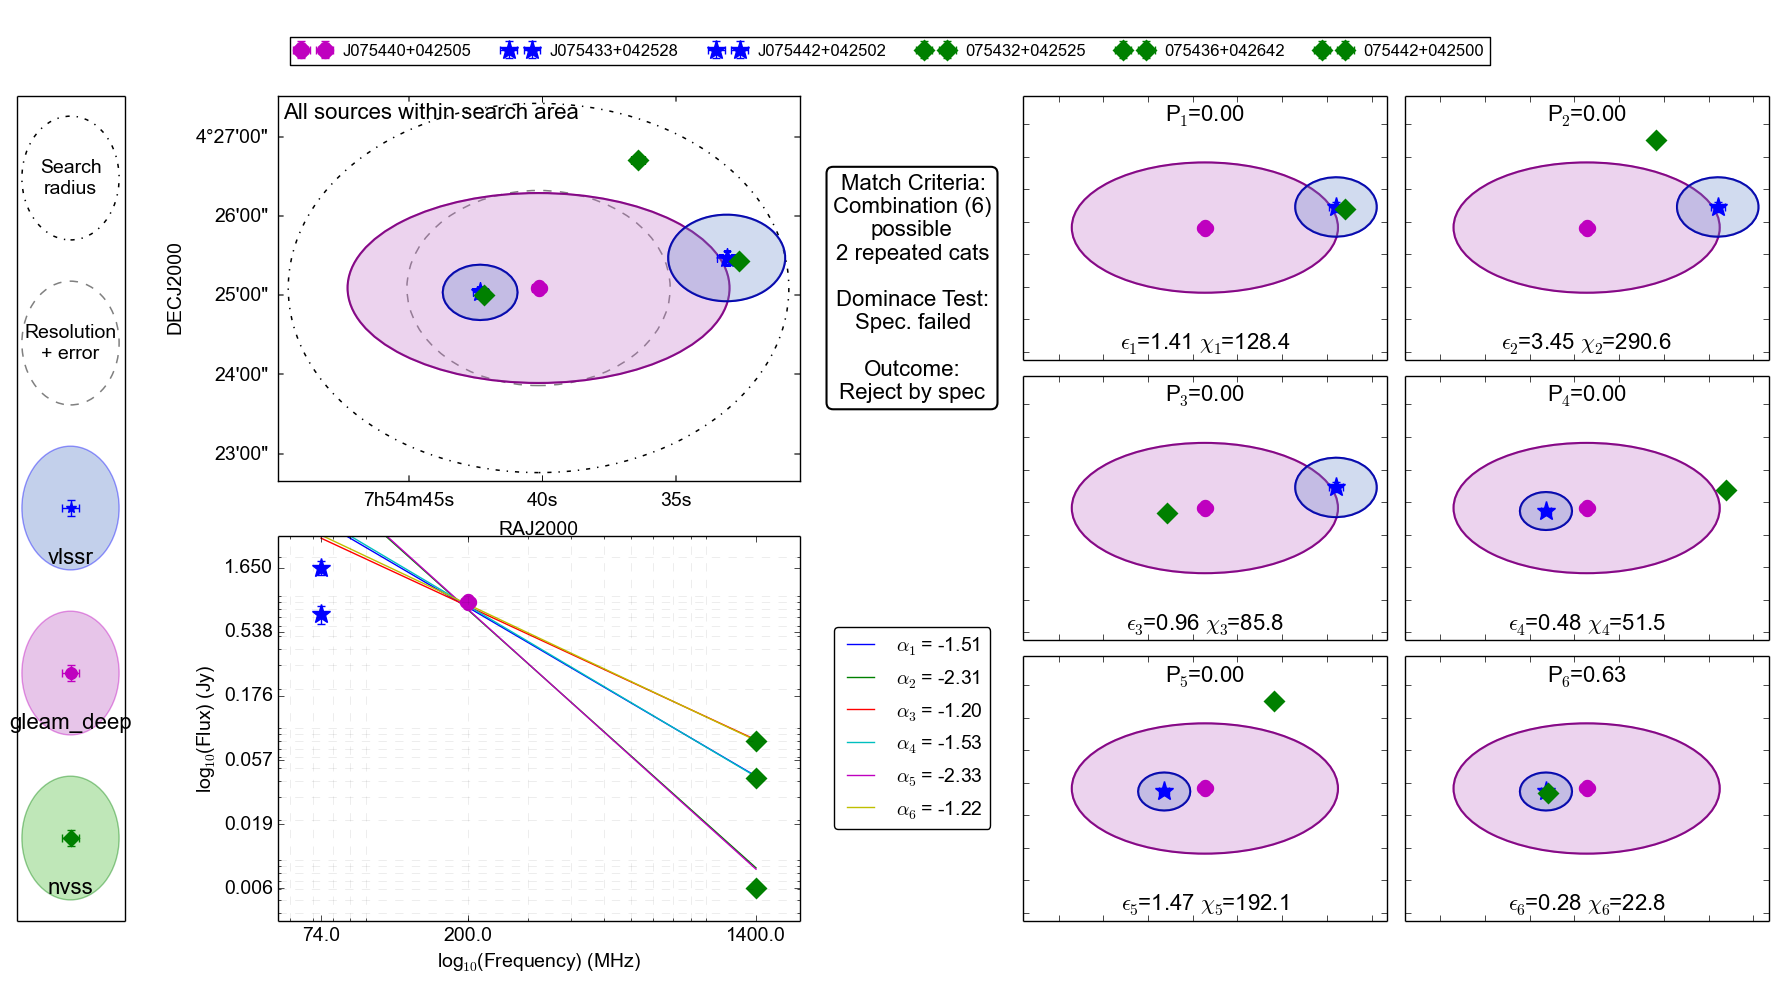 J075440+042505 J075433+042528 J075442+042502 075432+042525 075436+042642 075442+042500
Search
radius
Resolution
+ error
vlssr
gleam_deep
nvss
All sources within search area
DECJ2000
4°27'00"
26'00"
25'00"
24'00"
23'00"
7h54m45s 40s 35s
RAJ2000
log₁₀(Flux) (Jy)
1.650
0.538
0.176
0.057
0.019
0.006
74.0 200.0 1400.0
log₁₀(Frequency) (MHz)
Match Criteria:
Combination (6)
possible
2 repeated cats
Dominace Test:
Spec. failed
Outcome:
Reject by spec
α₁ = -1.51
α₂ = -2.31
α₃ = -1.20
α₄ = -1.53
α₅ = -2.33
α₆ = -1.22
P₁=0.00
ϵ₁=1.41 χ₁=128.4
P₂=0.00
ϵ₂=3.45 χ₂=290.6
P₃=0.00
ϵ₃=0.96 χ₃=85.8
P₄=0.00
ϵ₄=0.48 χ₄=51.5
P₅=0.00
ϵ₅=1.47 χ₅=192.1
P₆=0.63
ϵ₆=0.28 χ₆=22.8